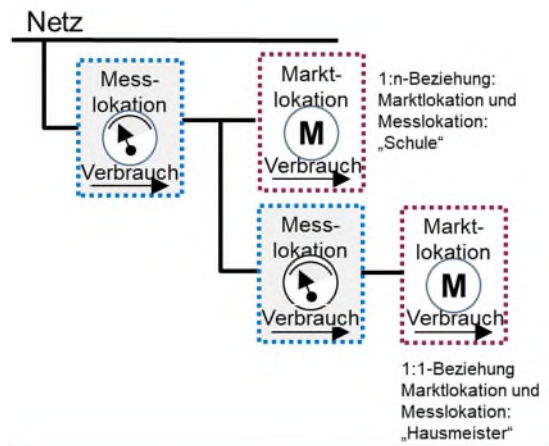 Netz
Mess-
lokation
Verbrauch
Markt-
lokation
M
Verbrauch
1:n-Beziehung:
Marktlokation und
Messlokation:
„Schule“
Mess-
lokation
Verbrauch
Markt-
lokation
M
Verbrauch
1:1-Beziehung
Marktlokation und
Messlokation:
„Hausmeister“